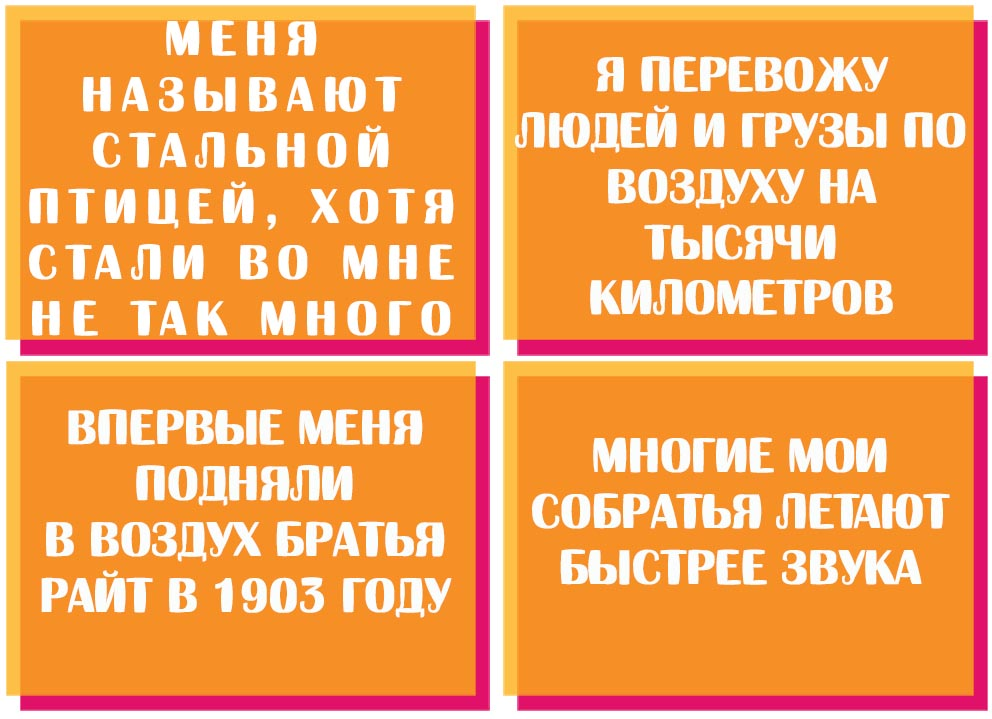 МЕНЯ
НАЗЫВАЮТ
СТАЛЬНОЙ
ПТИЦЕЙ, ХОТЯ
СТАЛИ ВО МНЕ
НЕ ТАК МНОГО
Я ПЕРЕВОЖУ
ЛЮДЕЙ И ГРУЗЫ ПО
ВОЗДУХУ НА
ТЫСЯЧИ
КИЛОМЕТРОВ
ВПЕРВЫЕ МЕНЯ
ПОДНЯЛИ
В ВОЗДУХ БРАТЬЯ
РАЙТ В 1903 ГОДУ
МНОГИЕ МОИ
СОБРАТЬЯ ЛЕТАЮТ
БЫСТРЕЕ ЗВУКА